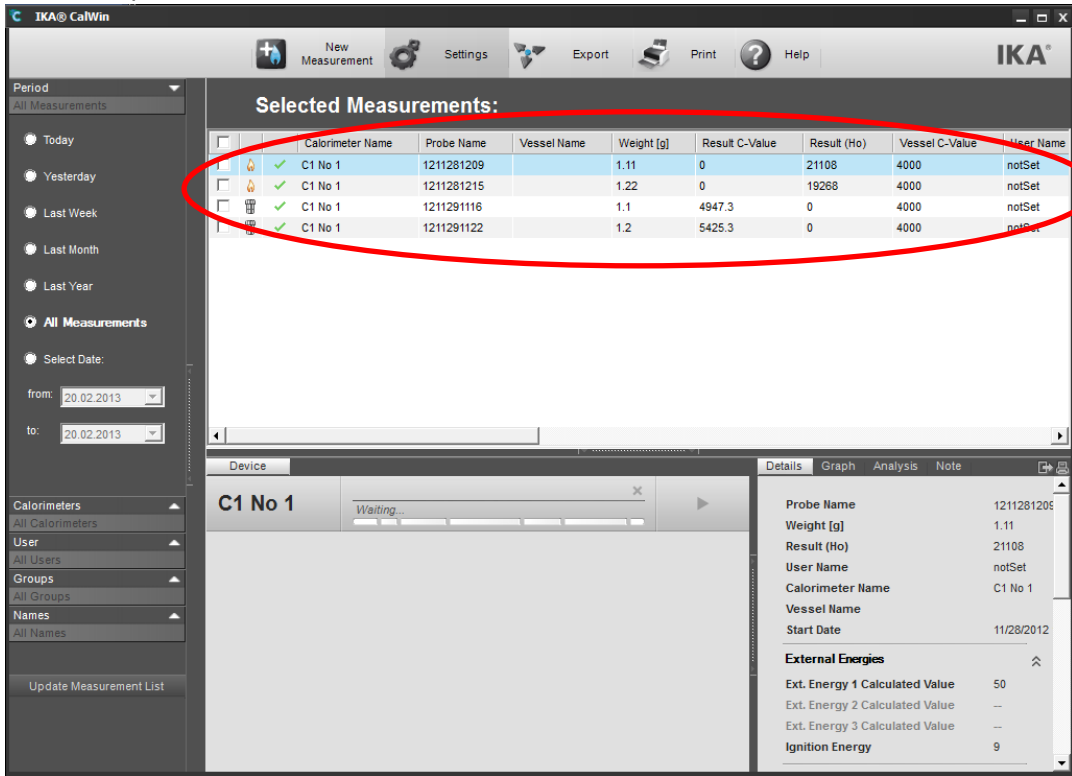 IKA® CalWin
New Measurement Settings Export Print Help IKA®
Period
All Measurements
Today
Yesterday
Last Week
Last Month
Last Year
All Measurements
Select Date:
from: 20.02.2013
to: 20.02.2013
Calorimeters
All Calorimeters
User
All Users
Groups
All Groups
Names
All Names
Update Measurement List
Selected Measurements:
Calorimeter Name Probe Name Vessel Name Weight [g] Result C-Value Result (Ho) Vessel C-Value User Name
C1 No 1 1211281209 1.11 0 21108 4000 notSet
C1 No 1 1211281215 1.22 0 19268 4000 notSet
C1 No 1 1211291116 1.1 4947.3 0 4000 notSet
C1 No 1 1211291122 1.2 5425.3 0 4000 notSet
Device
C1 No 1 Waiting...
Details Graph Analysis Note
Probe Name 1211281209
Weight [g] 1.11
Result (Ho) 21108
User Name notSet
Calorimeter Name C1 No 1
Vessel Name
Start Date 11/28/2012
External Energies
Ext. Energy 1 Calculated Value 50
Ext. Energy 2 Calculated Value --
Ext. Energy 3 Calculated Value --
Ignition Energy 9